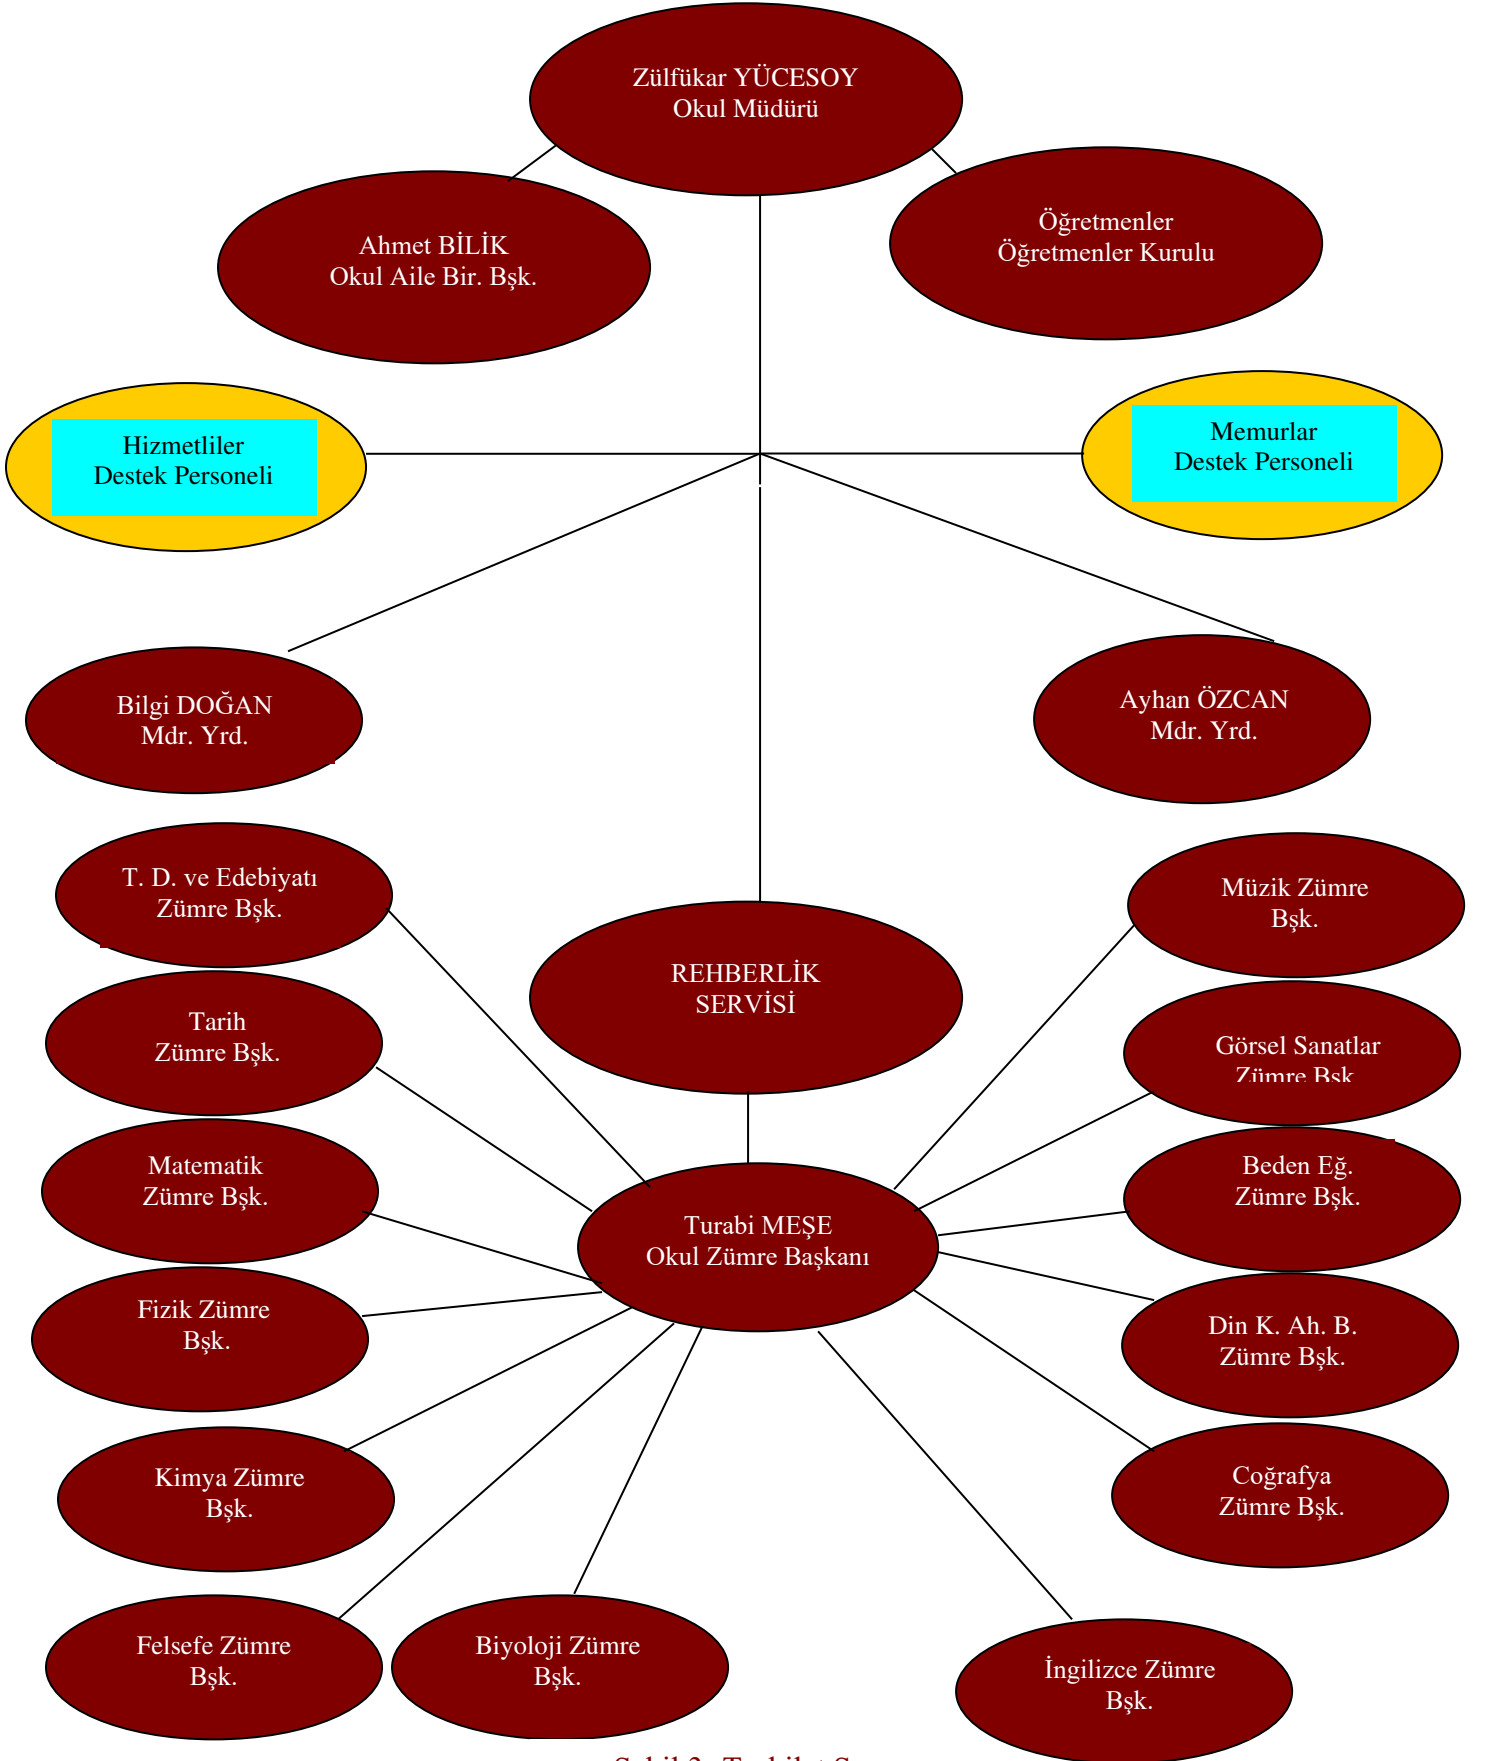 Zülfükar YÜCESOY
Okul Müdürü
Ahmet BİLİK
Okul Aile Bir. Bşk.
Öğretmenler
Öğretmenler Kurulu
Hizmetliler
Destek Personeli
Memurlar
Destek Personeli
Bilgi DOĞAN
Mdr. Yrd.
Ayhan ÖZCAN
Mdr. Yrd.
T. D. ve Edebiyatı
Zümre Bşk.
Müzik Zümre
Bşk.
REHBERLİK
SERVİSİ
Tarih
Zümre Bşk.
Görsel Sanatlar
Zümre Bşk
Matematik
Zümre Bşk.
Beden Eğ.
Zümre Bşk.
Turabi MEŞE
Okul Zümre Başkanı
Fizik Zümre
Bşk.
Din K. Ah. B.
Zümre Bşk.
Kimya Zümre
Bşk.
Coğrafya
Zümre Bşk.
Felsefe Zümre
Bşk.
Biyoloji Zümre
Bşk.
İngilizce Zümre
Bşk.